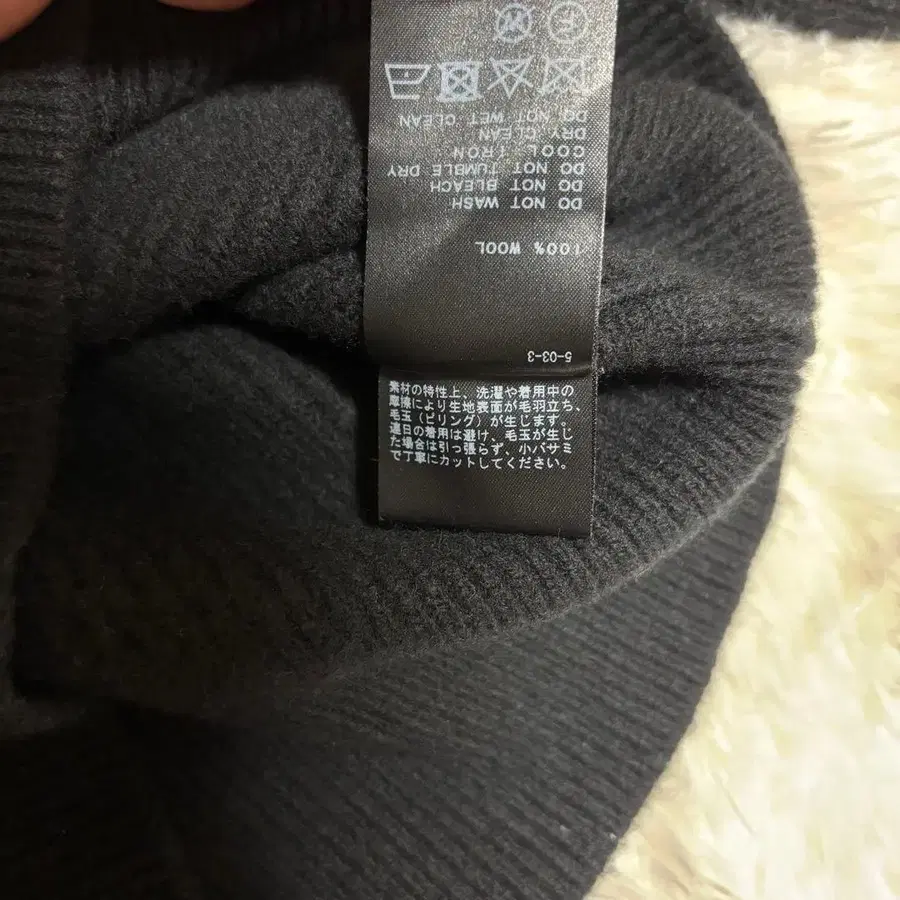 5-03-3
100% WOOL
DO NOT WASH
DO NOT BLEACH
DO NOT TUMBLE DRY
COOL IRON
DRY CLEAN
DO NOT WET CLEAN
素材の特性上、洗濯や着用中の
摩擦により生地表面が毛羽立ち、
毛玉（ピリング）が生じます。
連日の着用は避け、毛玉が生じ
た場合は引っ張らず、小バサミ
で丁寧にカットしてください。